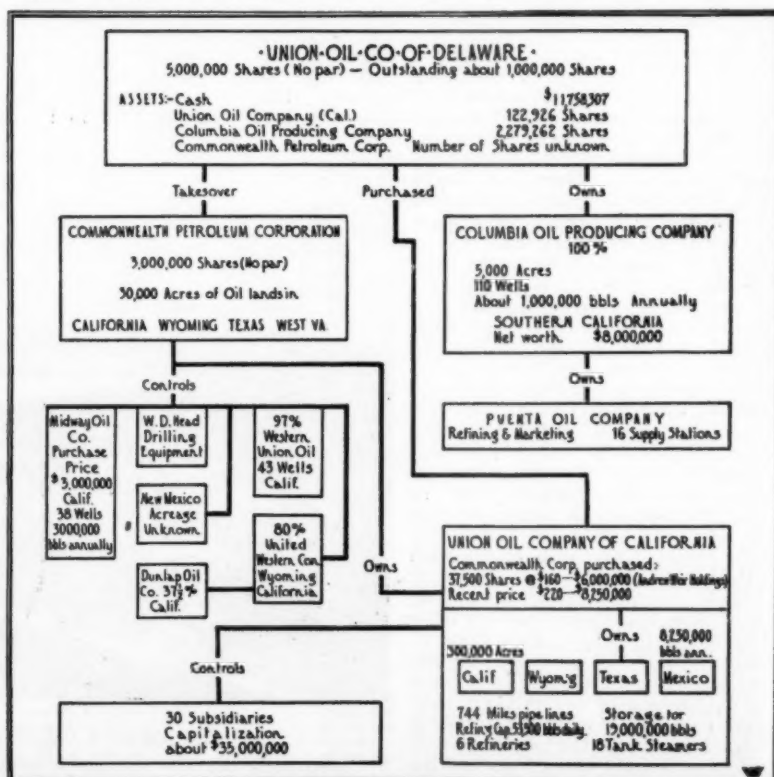 ·UNION·OIL·CO·OF·DELAWARE·
5,000,000 Shares (No par) — Outstanding about 1,000,000 Shares
ASSETS:- Cash $11,758,307
Union Oil Company (Cal.) 122,926 Shares
Columbia Oil Producing Company 2,279,262 Shares
Commonwealth Petroleum Corp. Number of Shares unknown
Takeover
Purchased
Owns
COMMONWEALTH PETROLEUM CORPORATION
3,000,000 Shares (No par)
30,000 Acres of Oil lands in
CALIFORNIA WYOMING TEXAS WEST VA.
COLUMBIA OIL PRODUCING COMPANY
100%
5,000 Acres
110 Wells
About 1,000,000 bbls Annually
SOUTHERN CALIFORNIA
Net worth. $8,000,000
Owns
PUENTA OIL COMPANY
Refining & Marketing 16 Supply Stations
Controls
Midway Oil
Co.
Purchase
Price
$3,000,000
Calif.
38 Wells
3000,000
bbls annually
W.D. Head
Drilling
Equipment
New Mexico
Acreage
Unknown
Dunlap Oil
Co. 37½%
Calif.
97%
Western
Union Oil
43 Wells
Calif.
80%
United
Western Con.
Wyoming
California
Owns
UNION OIL COMPANY OF CALIFORNIA
Commonwealth Corp. purchased:
37,500 Shares @ $160—$6,000,000 (Andrew Weir Holdings)
Recent price $220—$8,250,000
Owns
8,250,000
bbls ann..
300,000 Acres
Calif
Wyom'g
Texas
Mexico
744 Miles pipe lines
Refing Cap. bbls daily.
6 Refineries
Storage for
19,000,000 bbls
18 Tank Steamers
Controls
30 Subsidiaries
Capitalization
about $35,000,000